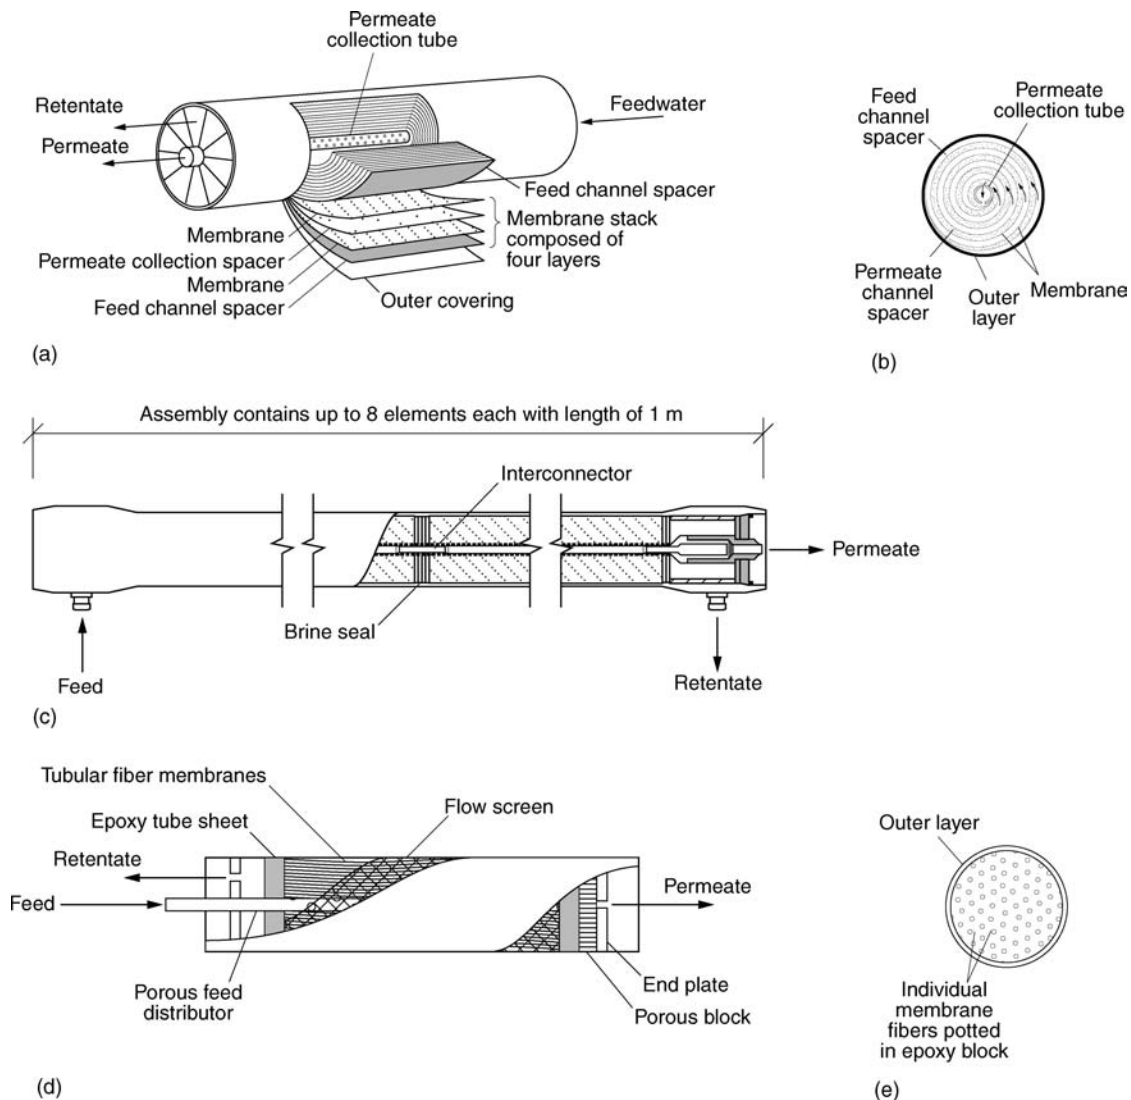 Permeate
collection tube
Retentate
Permeate
Feedwater
Feed channel spacer
Membrane
Permeate collection spacer
Membrane
Feed channel spacer
Membrane stack
composed of
four layers
Outer covering
(a)
Feed
channel
spacer
Permeate
collection tube
Permeate
channel
spacer
Outer
layer
Membrane
(b)
Assembly contains up to 8 elements each with length of 1 m
Interconnector
Permeate
Brine seal
Feed
Retentate
(c)
Tubular fiber membranes
Flow screen
Epoxy tube sheet
Retentate
Feed
Permeate
Porous feed
distributor
End plate
Porous block
(d)
Outer layer
Individual
membrane
fibers potted
in epoxy block
(e)